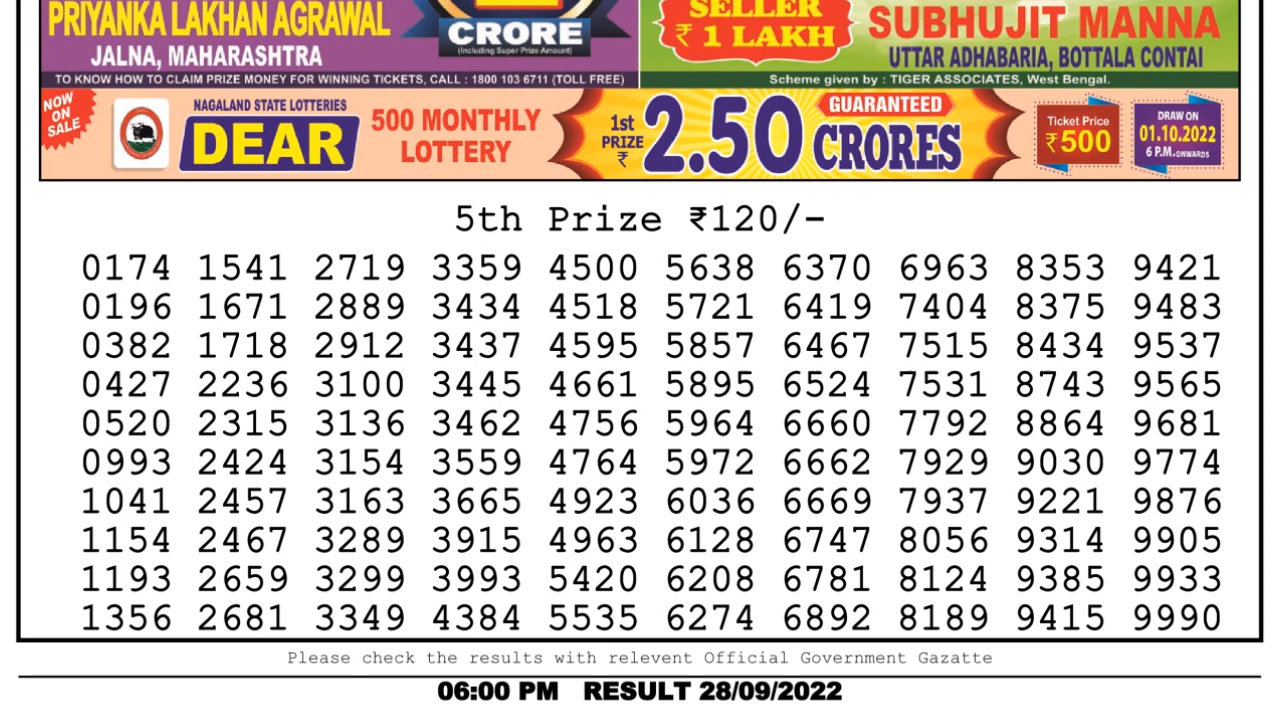 PRIYANKA LAKHAN AGRAWAL
JALNA, MAHARASHTRA
CRORE
(Including Super Prize Amount)
SELLER
₹ 1 LAKH
SUBHUJIT MANNA
UTTAR ADHABARIA, BOTTALA CONTAI
TO KNOW HOW TO CLAIM PRIZE MONEY FOR WINNING TICKETS, CALL : 1800 103 6711 (TOLL FREE)
Scheme given by : TIGER ASSOCIATES, West Bengal.
NOW
ON
SALE
NAGALAND STATE LOTTERIES
DEAR
500 MONTHLY
LOTTERY
1st
PRIZE
₹
2.50
GUARANTEED
CRORES
Ticket Price
₹500
DRAW ON
01.10.2022
6 P.M.ONWARDS
5th Prize ₹120/-
0174 1541 2719 3359 4500 5638 6370 6963 8353 9421
0196 1671 2889 3434 4518 5721 6419 7404 8375 9483
0382 1718 2912 3437 4595 5857 6467 7515 8434 9537
0427 2236 3100 3445 4661 5895 6524 7531 8743 9565
0520 2315 3136 3462 4756 5964 6660 7792 8864 9681
0993 2424 3154 3559 4764 5972 6662 7929 9030 9774
1041 2457 3163 3665 4923 6036 6669 7937 9221 9876
1154 2467 3289 3915 4963 6128 6747 8056 9314 9905
1193 2659 3299 3993 5420 6208 6781 8124 9385 9933
1356 2681 3349 4384 5535 6274 6892 8189 9415 9990
Please check the results with relevent Official Government Gazatte
06:00 PM RESULT 28/09/2022